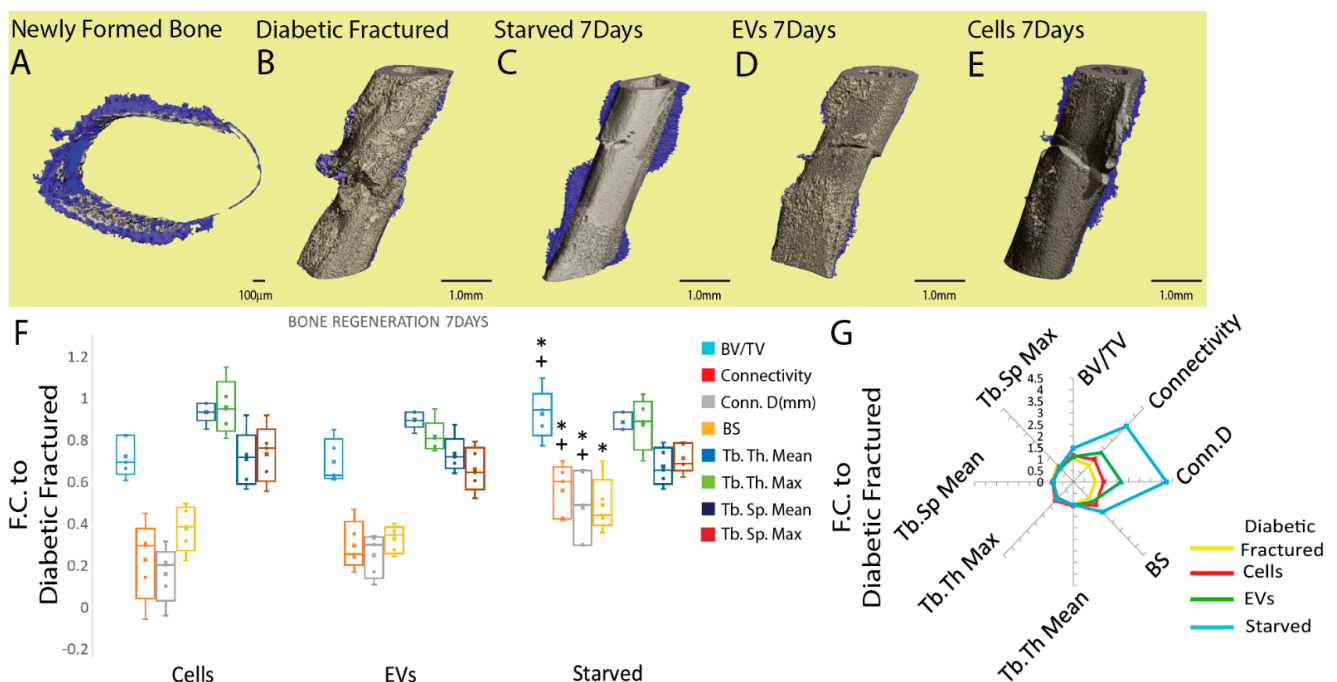 Newly Formed Bone
Diabetic Fractured
Starved 7Days
EVs 7Days
Cells 7Days
A
B
C
D
E
100μm
1.0mm
1.0mm
1.0mm
1.0mm
F
BONE REGENERATION 7DAYS
F.C. to
Diabetic Fractured
1.2
1
0.8
0.6
0.4
0.2
0
-0.2
*
+
*
+
*
+
*
Cells
EVs
Starved
BV/TV
Connectivity
Conn. D(mm)
BS
Tb. Th. Mean
Tb. Th. Max
Tb. Sp. Mean
Tb. Sp. Max
G
F.C. to
Diabetic Fractured
4.5
4
3.5
3
2.5
2
1.5
1
0.5
0
BV/TV
Connectivity
Conn.D
BS
Tb.Th Mean
Tb.Th Max
Tb.Sp Mean
Tb.Sp Max
Diabetic
Fractured
Cells
EVs
Starved